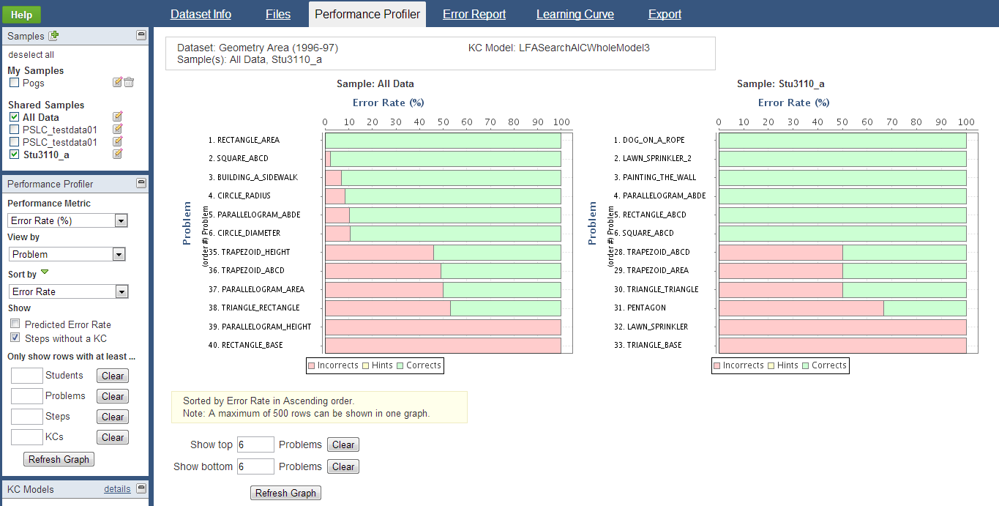 Help
Dataset Info Files Performance Profiler Error Report Learning Curve Export
Samples
deselect all
My Samples
Pogs
Shared Samples
All Data
PSLC_testdata01
PSLC_testdata01
Stu3110_a
Performance Profiler
Performance Metric
Error Rate (%)
View by
Problem
Sort by
Error Rate
Show
Predicted Error Rate
Steps without a KC
Only show rows with at least ...
Students Clear
Problems Clear
Steps Clear
KCs Clear
Refresh Graph
KC Models details
Dataset: Geometry Area (1996-97) KC Model: LFASearchAICWholeModel3
Sample(s): All Data, Stu3110_a
Sample: All Data
Error Rate (%)
0 10 20 30 40 50 60 70 80 90 100
Problem
(order #) Problem
1. RECTANGLE_AREA
2. SQUARE_ABCD
3. BUILDING_A_SIDEWALK
4. CIRCLE_RADIUS
5. PARALLELOGRAM_ABDE
6. CIRCLE_DIAMETER
35. TRAPEZOID_HEIGHT
36. TRAPEZOID_ABCD
37. PARALLELOGRAM_AREA
38. TRIANGLE_RECTANGLE
39. PARALLELOGRAM_HEIGHT
40. RECTANGLE_BASE
Incorrects Hints Corrects
Sample: Stu3110_a
Error Rate (%)
0 10 20 30 40 50 60 70 80 90 100
Problem
(order #) Problem
1. DOG_ON_A_ROPE
2. LAWN_SPRINKLER_2
3. PAINTING_THE_WALL
4. PARALLELOGRAM_ABDE
5. RECTANGLE_ABCD
6. SQUARE_ABCD
28. TRAPEZOID_ABCD
29. TRAPEZOID_AREA
30. TRIANGLE_TRIANGLE
31. PENTAGON
32. LAWN_SPRINKLER
33. TRIANGLE_BASE
Incorrects Hints Corrects
Sorted by Error Rate in Ascending order.
Note: A maximum of 500 rows can be shown in one graph.
Show top 6 Problems Clear
Show bottom 6 Problems Clear
Refresh Graph